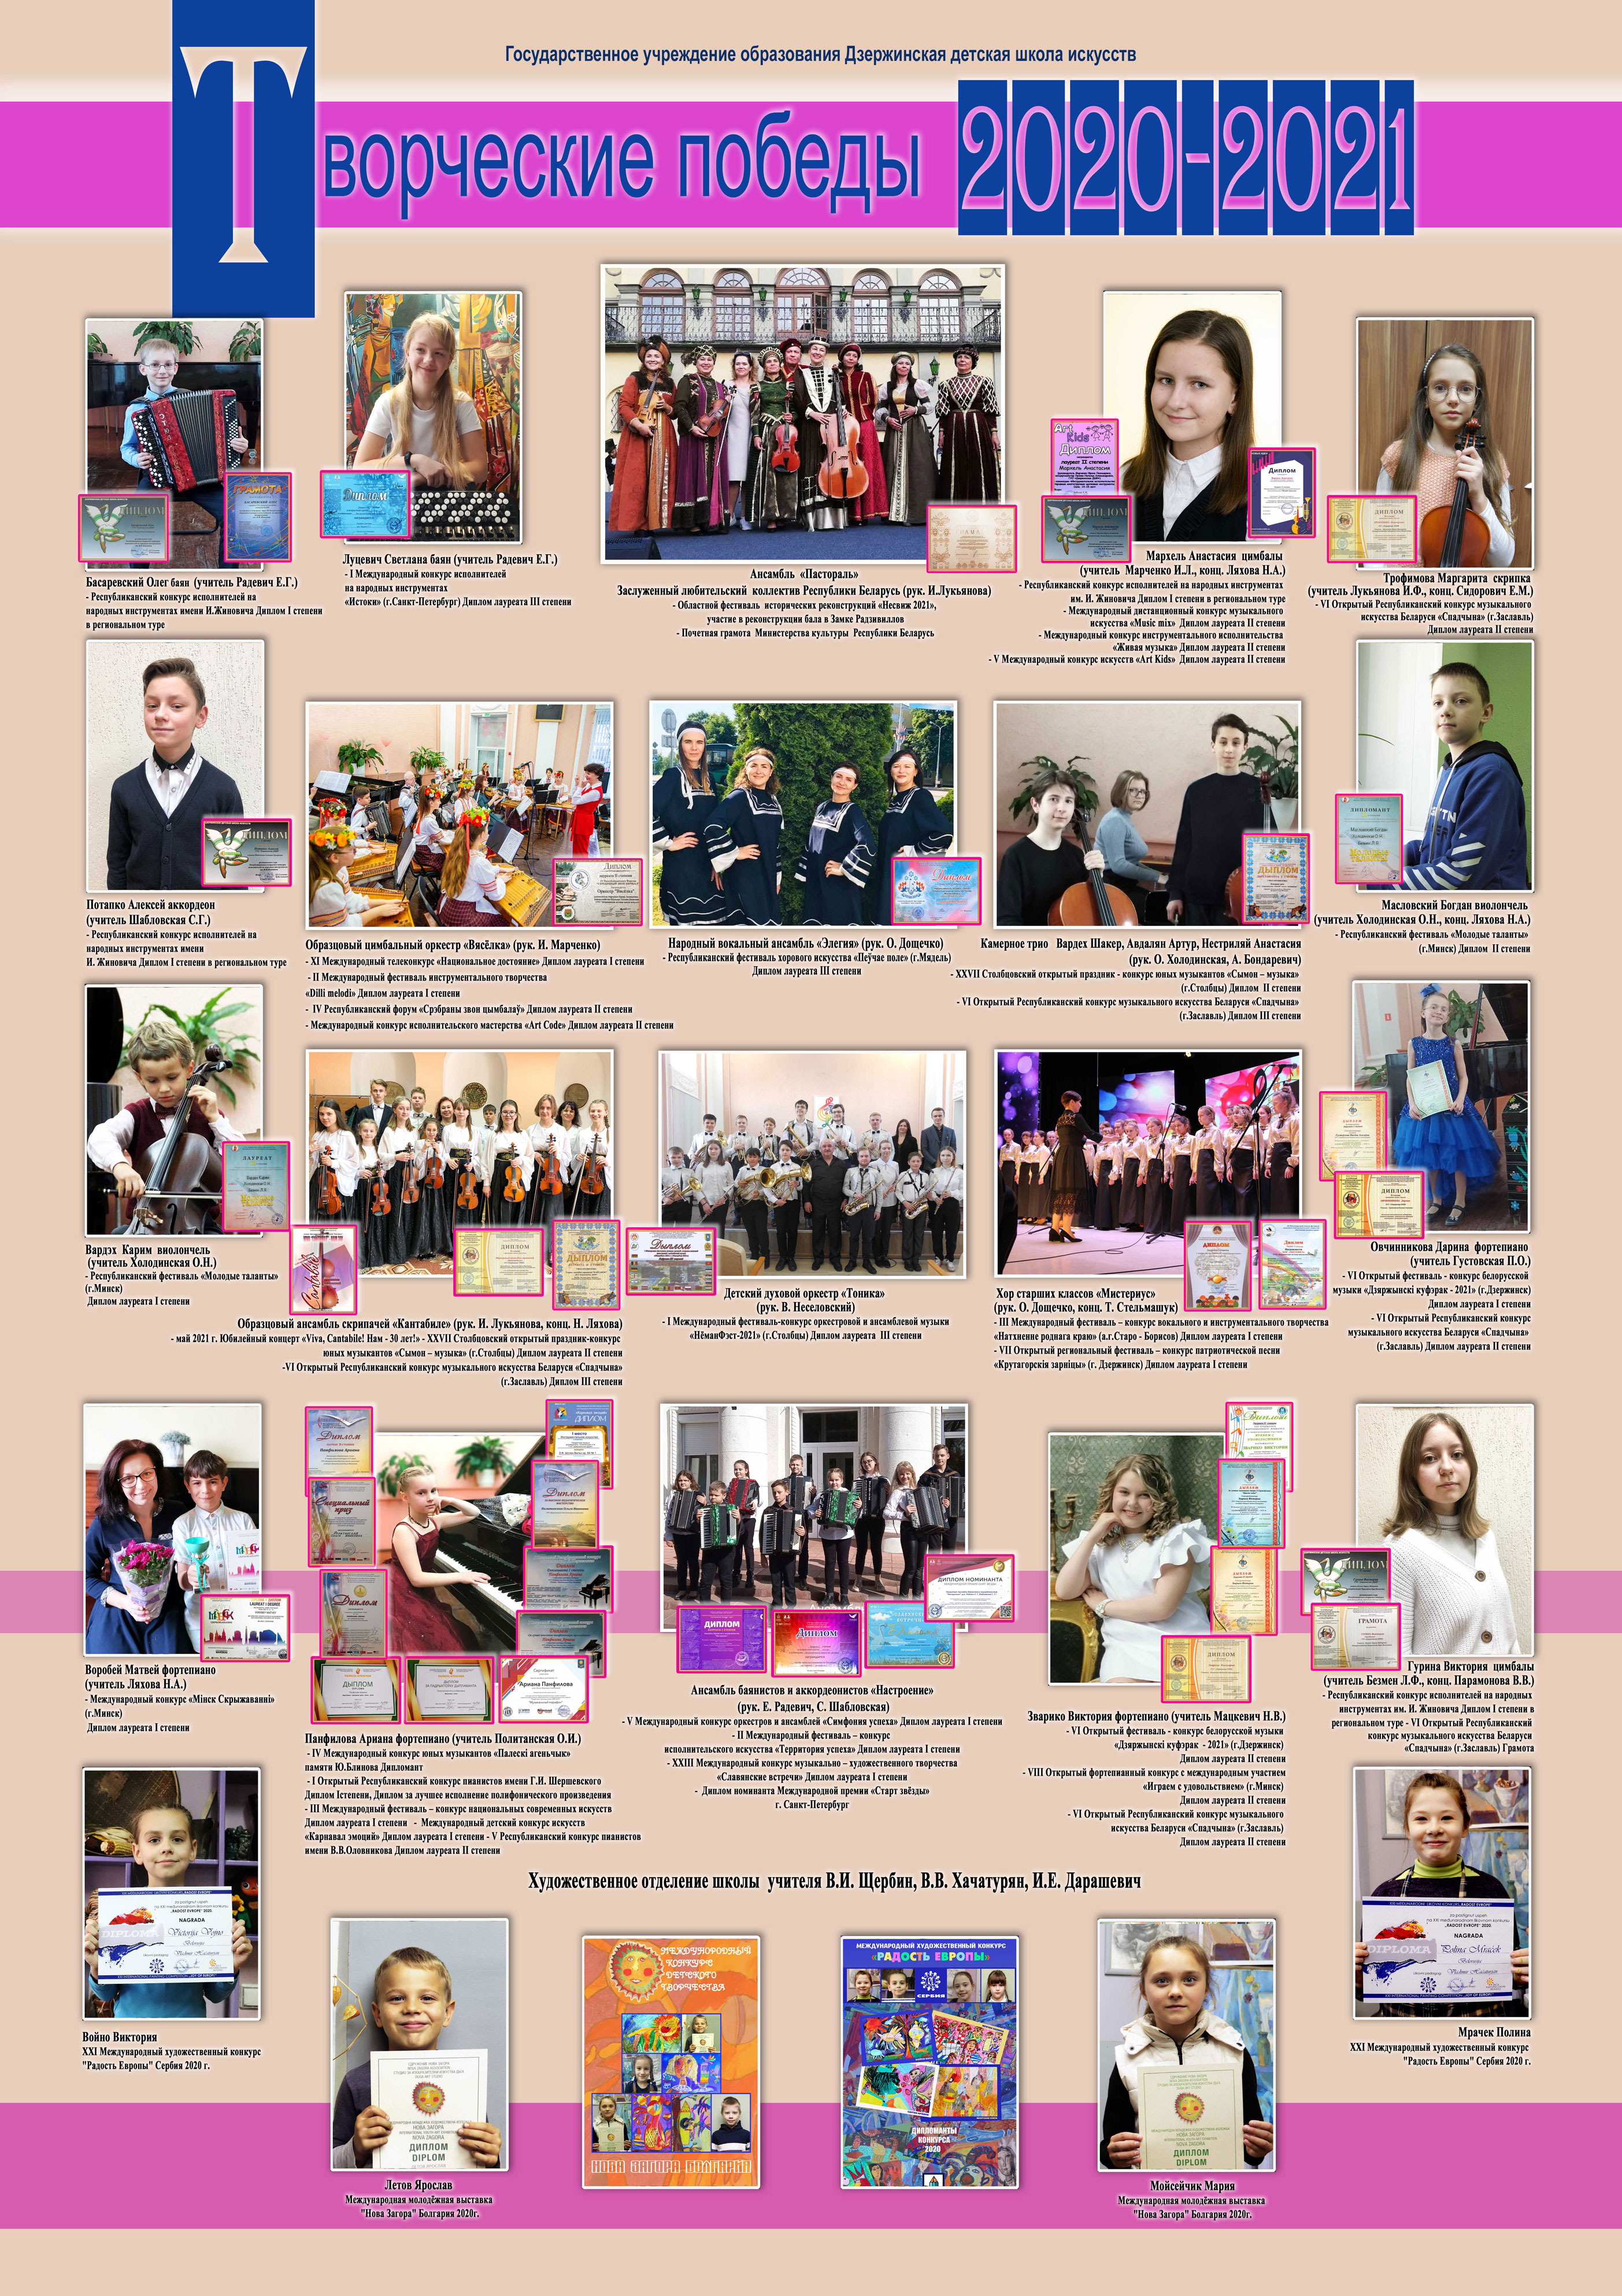 Государственное учреждение образования Дзержинская детская школа искусств
Творческие победы 2020-2021
Басаревский Олег баян (учитель Радевич Е.Г.)
- Республиканский конкурс исполнителей на
народных инструментах имени И.Жиновича Диплом I степени
в региональном туре
Луцевич Светлана баян (учитель Радевич Е.Г.)
- I Международный конкурс исполнителей
на народных инструментах
«Истоки» (г.Санкт-Петербург) Диплом лауреата III степени
Ансамбль «Пастораль»
Заслуженный любительский коллектив Республики Беларусь (рук. И.Лукьянова)
- Областной фестиваль исторических реконструкций «Несвиж 2021»,
участие в реконструкции бала в Замке Радзивиллов
- Почетная грамота Министерства культуры Республики Беларусь
Мархель Анастасия цимбалы
(учитель Марченко И.Л., конц. Ляхова Н.А.)
- Республиканский конкурс исполнителей на народных инструментах
им. И. Жиновича Диплом I степени в региональном туре
- Международный дистанционный конкурс музыкального
искусства «Music mix» Диплом лауреата II степени
- Международный конкурс инструментального исполнительства
«Живая музыка» Диплом лауреата II степени
- V Международный конкурс искусств «Art Kids» Диплом лауреата II степени
Трофимова Маргарита скрипка
(учитель Лукьянова И.Ф., конц. Сидорович Е.М.)
- VI Открытый Республиканский конкурс музыкального
искусства Беларуси «Спадчына» (г.Заславль)
Диплом лауреата II степени
Потапко Алексей аккордеон
(учитель Шабловская С.Г.)
- Республиканский конкурс исполнителей на
народных инструментах имени
И. Жиновича Диплом I степени в региональном туре
Образцовый цимбальный оркестр «Вясёлка» (рук. И. Марченко)
- XI Международный телеконкурс «Национальное достояние» Диплом лауреата I степени
- II Международный фестиваль инструментального творчества
«Dilli melodi» Диплом лауреата I степени
- IV Республиканский форум «Срэбраны звон цымбалаў» Диплом лауреата II степени
- Международный конкурс исполнительского мастерства «Art Code» Диплом лауреата II степени
Народный вокальный ансамбль «Элегия» (рук. О. Дощечко)
- Республиканский фестиваль хорового искусства «Пеўчае поле» (г.Мядель)
Диплом лауреата III степени
Камерное трио Вардех Шакер, Авдалян Артур, Нестриляй Анастасия
(рук. О. Холодинская, А. Бондаревич)
- XXVII Столбцовский открытый праздник - конкурс юных музыкантов «Сымон – музыка»
(г.Столбцы) Диплом II степени
- VI Открытый Республиканский конкурс музыкального искусства Беларуси «Спадчына»
(г.Заславль) Диплом III степени
Масловский Богдан виолончель
(учитель Холодинская О.Н., конц. Ляхова Н.А.)
- Республиканский фестиваль «Молодые таланты»
(г.Минск) Диплом II степени
Вардэх Карим виолончель
(учитель Холодинская О.Н.)
- Республиканский фестиваль «Молодые таланты»
(г.Минск)
Диплом лауреата I степени
Образцовый ансамбль скрипачей «Кантабиле» (рук. И. Лукьянова, конц. Н. Ляхова)
- май 2021 г. Юбилейный концерт «Viva, Cantabile! Нам - 30 лет!» - XXVII Столбцовский открытый праздник-конкурс
юных музыкантов «Сымон – музыка» (г.Столбцы) Диплом лауреата II степени
-VI Открытый Республиканский конкурс музыкального искусства Беларуси «Спадчына»
(г.Заславль) Диплом III степени
Детский духовой оркестр «Тоника»
(рук. В. Неселовский)
- I Международный фестиваль-конкурс оркестровой и ансамблевой музыки
«НёманФэст-2021» (г.Столбцы) Диплом лауреата III степени
Хор старших классов «Мистериус»
(рук. О. Дощечко, конц. Т. Стельмашук)
- III Международный фестиваль – конкурс вокального и инструментального творчества
«Натхненне роднага краю» (а.г.Старо - Борисов) Диплом лауреата I степени
- VII Открытый региональный фестиваль – конкурс патриотической песни
«Крутагорскія зарніцы» (г. Дзержинск) Диплом лауреата I степени
Овчинникова Дарина фортепиано
(учитель Густовская П.О.)
- VI Открытый фестиваль - конкурс белорусской
музыки «Дзяржынскі куфэрак - 2021» (г.Дзержинск)
Диплом лауреата I степени
- VI Открытый Республиканский конкурс
музыкального искусства Беларуси «Спадчына»
(г.Заславль) Диплом лауреата II степени
Воробей Матвей фортепиано
(учитель Ляхова Н.А.)
- Международный конкурс «Мінск Скрыжаванні»
(г.Минск)
Диплом лауреата I степени
Панфилова Ариана фортепиано (учитель Политанская О.И.)
- IV Международный конкурс юных музыкантов «Палескі агеньчык»
памяти Ю.Блинова Дипломант
- I Открытый Республиканский конкурс пианистов имени Г.И. Шершевского
Диплом Iстепени, Диплом за лучшее исполнение полифонического произведения
- III Международный фестиваль – конкурс национальных современных искусств
Диплом лауреата I степени - Международный детский конкурс искусств
«Карнавал эмоций» Диплом лауреата I степени - V Республиканский конкурс пианистов
имени В.В.Оловникова Диплом лауреата II степени
Ансамбль баянистов и аккордеонистов «Настроение»
(рук. Е. Радевич, С. Шабловская)
- V Международный конкурс оркестров и ансамблей «Симфония успеха» Диплом лауреата I степени
- II Международный фестиваль – конкурс
исполнительского искусства «Территория успеха» Диплом лауреата I степени
- XXIII Международный конкурс музыкально – художественного творчества
«Славянские встречи» Диплом лауреата I степени
- Диплом номинанта Международной премии «Старт звёзды»
г. Санкт-Петербург
Зварико Виктория фортепиано (учитель Мацкевич Н.В.)
- VI Открытый фестиваль - конкурс белорусской музыки
«Дзяржынскі куфэрак - 2021» (г.Дзержинск)
Диплом лауреата II степени
- VIII Открытый фортепианный конкурс с международным участием
«Играем с удовольствием» (г.Минск)
Диплом лауреата II степени
- VI Открытый Республиканский конкурс музыкального
искусства Беларуси «Спадчына» (г.Заславль)
Диплом лауреата II степени
Гурина Виктория цимбалы
(учитель Безмен Л.Ф., конц. Парамонова В.В.)
- Республиканский конкурс исполнителей на народных
инструментах им. И. Жиновича Диплом I степени в
региональном туре - VI Открытый Республиканский
конкурс музыкального искусства Беларуси
«Спадчына» (г.Заславль) Грамота
Художественное отделение школы учителя В.И. Щербин, В.В. Хачатурян, И.Е. Дарашевич
DIPLOMA
NAGRADA
Victorija Vojno
Войно Виктория
XXI Международный художественный конкурс
"Радость Европы" Сербия 2020 г.
НОВА ЗАГОРА
NOVA ZAGORA
ДИПЛОМ
DIPLOM
Летов Ярослав
Международная молодёжная выставка
"Нова Загора" Болгария 2020г.
МЕЖДУНОРОДНЫЙ
КОНКУРС
ДЕТСКОГО
ТВОРЧЕСТВА
НОВА ЗАГОРА БОЛГАРИЯ
МЕЖДУНАРОДНЫЙ ХУДОЖЕСТВЕННЫЙ КОНКУРС
«РАДОСТЬ ЕВРОПЫ»
СЕРБИЯ
ДИПЛОМАНТЫ
КОНКУРСА
2020
НОВА ЗАГОРА
NOVA ZAGORA
ДИПЛОМ
DIPLOM
Мойсейчик Мария
Международная молодёжная выставка
"Нова Загора" Болгария 2020г.
DIPLOMA
NAGRADA
Polina Mraček
Мрачек Полина
XXI Международный художественный конкурс
"Радость Европы" Сербия 2020 г.